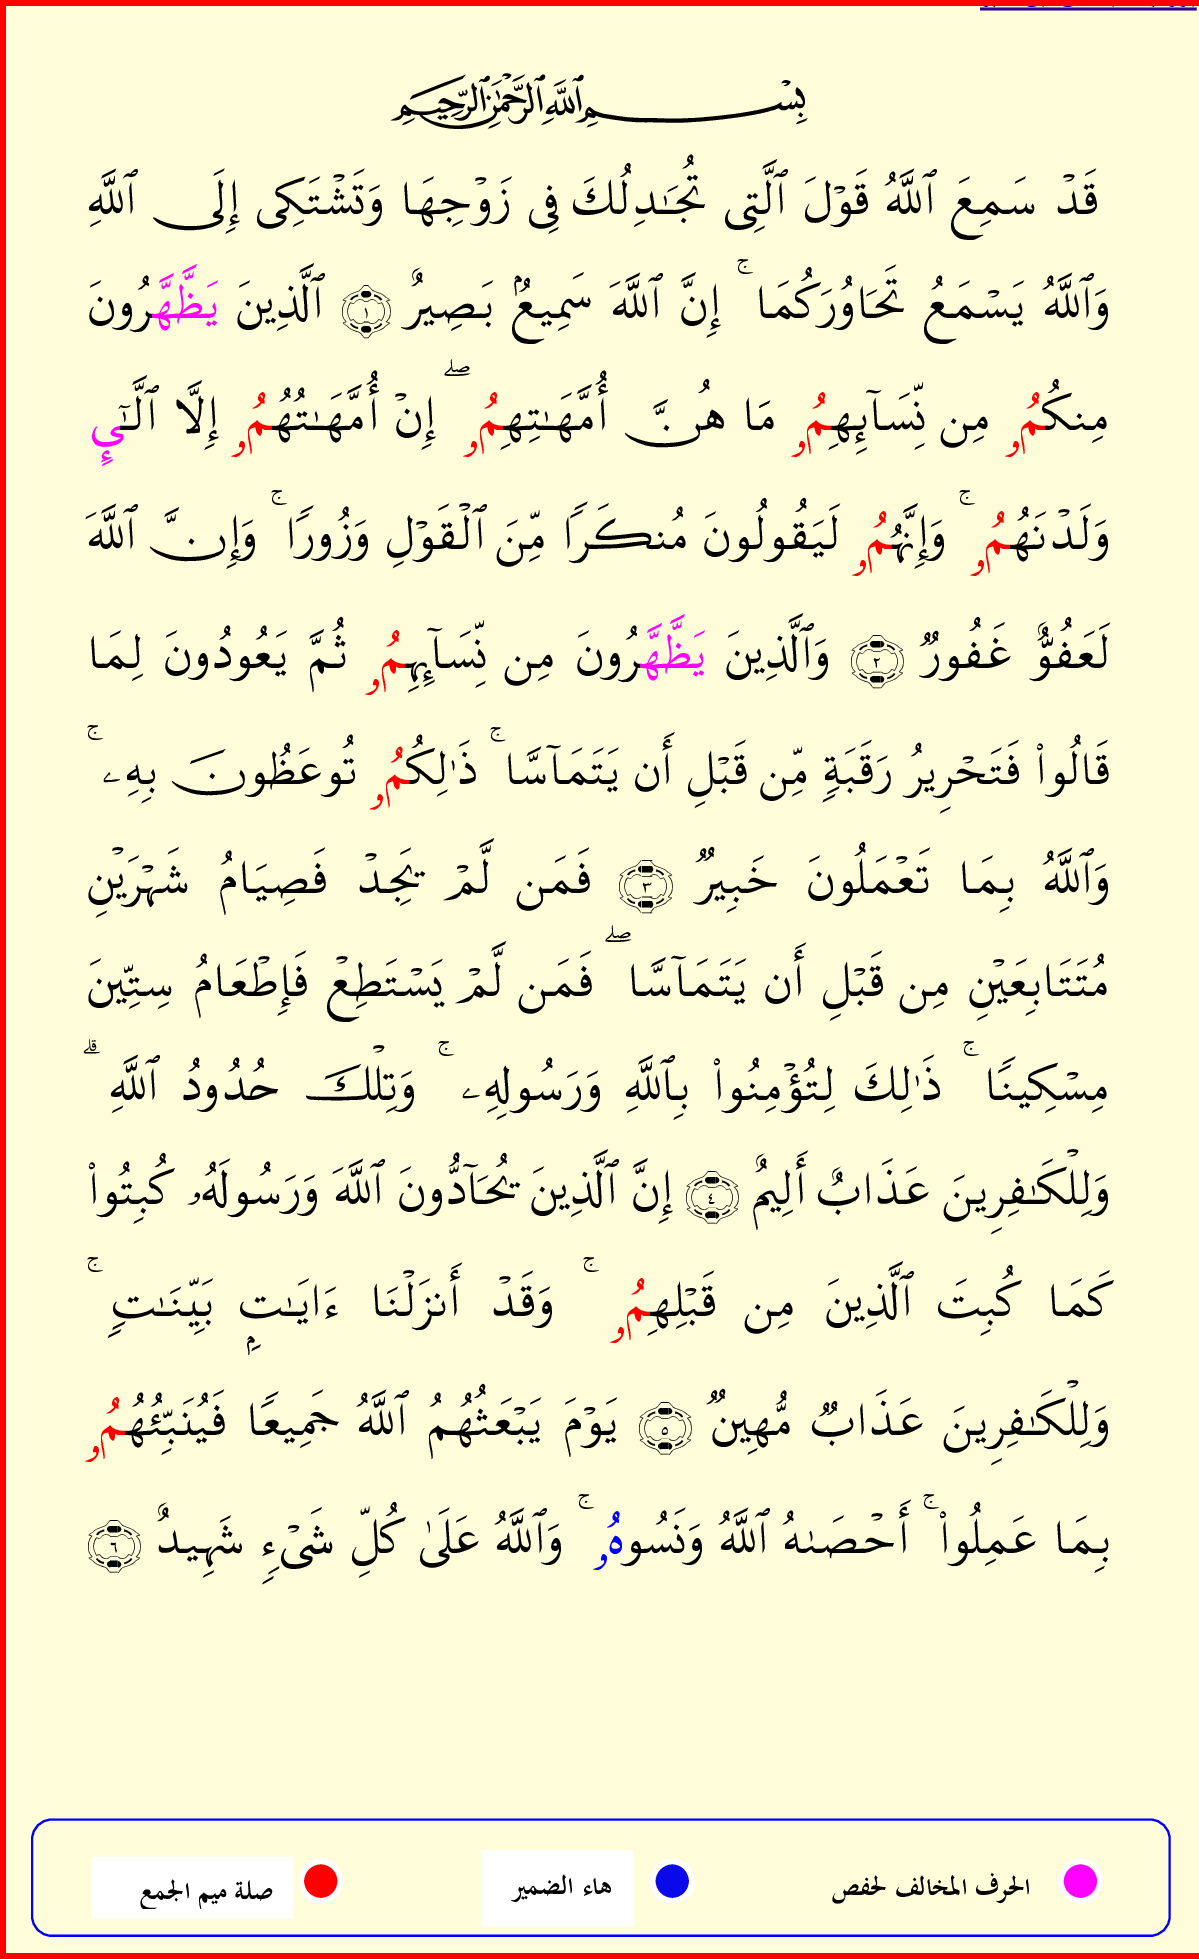 بِسْمِ ٱللَّهِ ٱلرَّحْمَٰنِ ٱلرَّحِيمِ
قَدْ سَمِعَ ٱللَّهُ قَوْلَ ٱلَّتِى تُجَـٰدِلُكَ فِى زَوْجِهَا وَتَشْتَكِى إِلَى ٱللَّهِ
وَٱللَّهُ يَسْمَعُ تَحَاوُرَكُمَا ۚ إِنَّ ٱللَّهَ سَمِيعٌۢ بَصِيرٌ ١ ٱلَّذِينَ يَظَّهَّرُونَ
مِنكُمُۥ مِن نِّسَآئِهِمُۥ مَا هُنَّ أُمَّهَـٰتِهِمُۥ ۖ إِنْ أُمَّهَـٰتُهُمُۥ إِلَّا ٱلَّـٰٓىِٕ
وَلَدْنَهُمُۥ ۚ وَإِنَّهُمُۥ لَيَقُولُونَ مُنكَرًا مِّنَ ٱلْقَوْلِ وَزُورًا ۚ وَإِنَّ ٱللَّهَ
لَعَفُوٌّ غَفُورٌ ٢ وَٱلَّذِينَ يَظَّهَّرُونَ مِن نِّسَآئِهِمُۥ ثُمَّ يَعُودُونَ لِمَا
قَالُوا۟ فَتَحْرِيرُ رَقَبَةٍ مِّن قَبْلِ أَن يَتَمَآسَّا ۚ ذَٰلِكُمُۥ تُوعَظُونَ بِهِۦ ۚ
وَٱللَّهُ بِمَا تَعْمَلُونَ خَبِيرٌ ٣ فَمَن لَّمْ يَجِدْ فَصِيَامُ شَهْرَيْنِ
مُتَتَابِعَيْنِ مِن قَبْلِ أَن يَتَمَآسَّا ۖ فَمَن لَّمْ يَسْتَطِعْ فَإِطْعَامُ سِتِّينَ
مِسْكِينًا ۚ ذَٰلِكَ لِتُؤْمِنُوا۟ بِٱللَّهِ وَرَسُولِهِۦ ۚ وَتِلْكَ حُدُودُ ٱللَّهِ ۗ
وَلِلْكَـٰفِرِينَ عَذَابٌ أَلِيمٌ ٤ إِنَّ ٱلَّذِينَ يُحَآدُّونَ ٱللَّهَ وَرَسُولَهُۥ كُبِتُوا۟
كَمَا كُبِتَ ٱلَّذِينَ مِن قَبْلِهِمُۥ ۚ وَقَدْ أَنزَلْنَا ءَايَـٰتٍۭ بَيِّنَـٰتٍ ۚ
وَلِلْكَـٰفِرِينَ عَذَابٌ مُّهِينٌ ٥ يَوْمَ يَبْعَثُهُمُ ٱللَّهُ جَمِيعًا فَيُنَبِّئُهُمُۥ
بِمَا عَمِلُوا۟ ۚ أَحْصَىٰهُ ٱللَّهُ وَنَسُوهُۥ ۚ وَٱللَّهُ عَلَىٰ كُلِّ شَىْءٍ شَهِيدٌ ٦
الحرف المخالف لحفص
هاء الضمير
صلة ميم الجمع